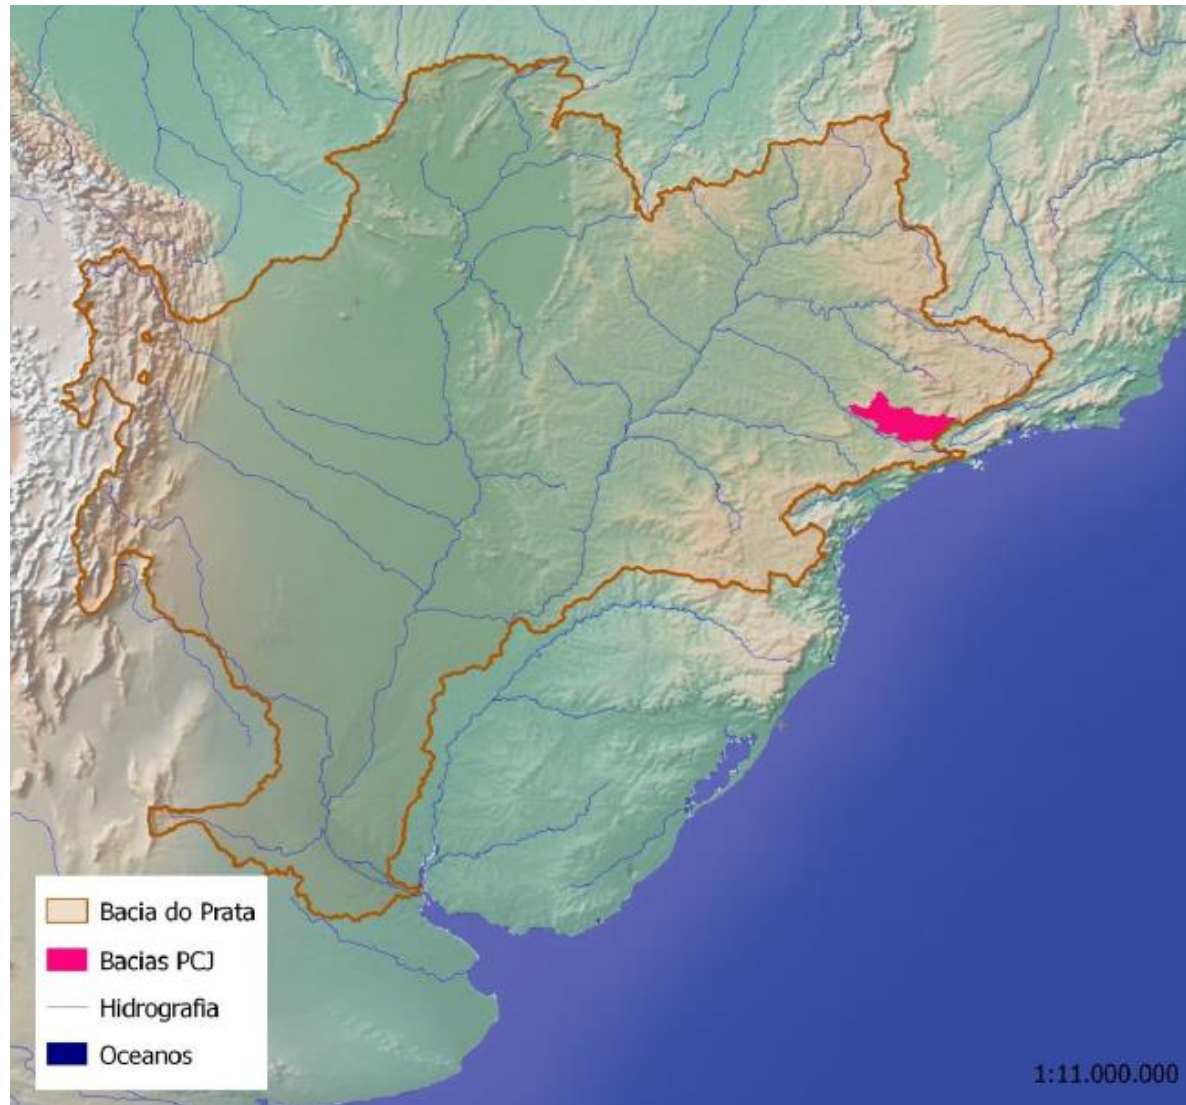 Bacia do Prata
Bacias PCJ
Hidrografia
Oceanos
1:11.000.000